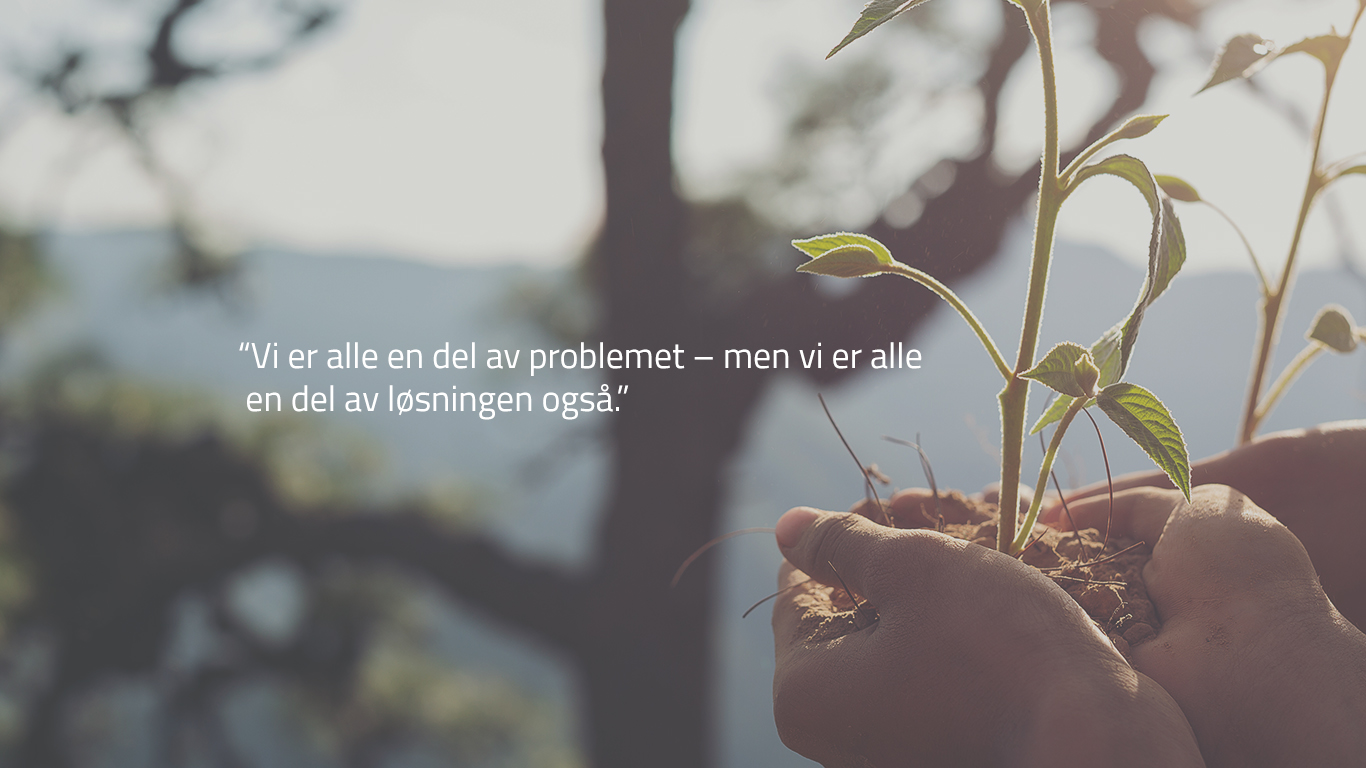 “Vi er alle en del av problemet – men vi er alle
en del av løsningen også.”